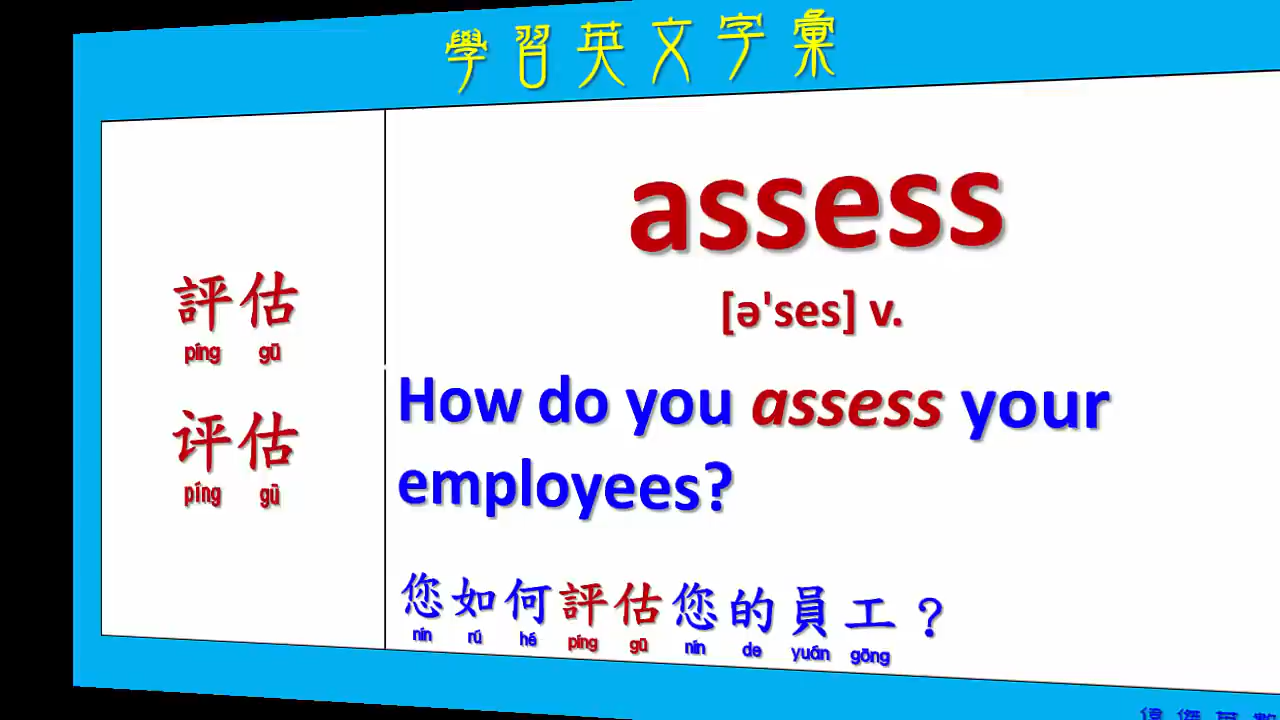 學習英文字彙
評估
píng gū
评估
píng gū
assess
[ə'ses] v.
How do you assess your
employees?
您如何評估您的員工？
nín rú hé píng gū nín de yuán gōng